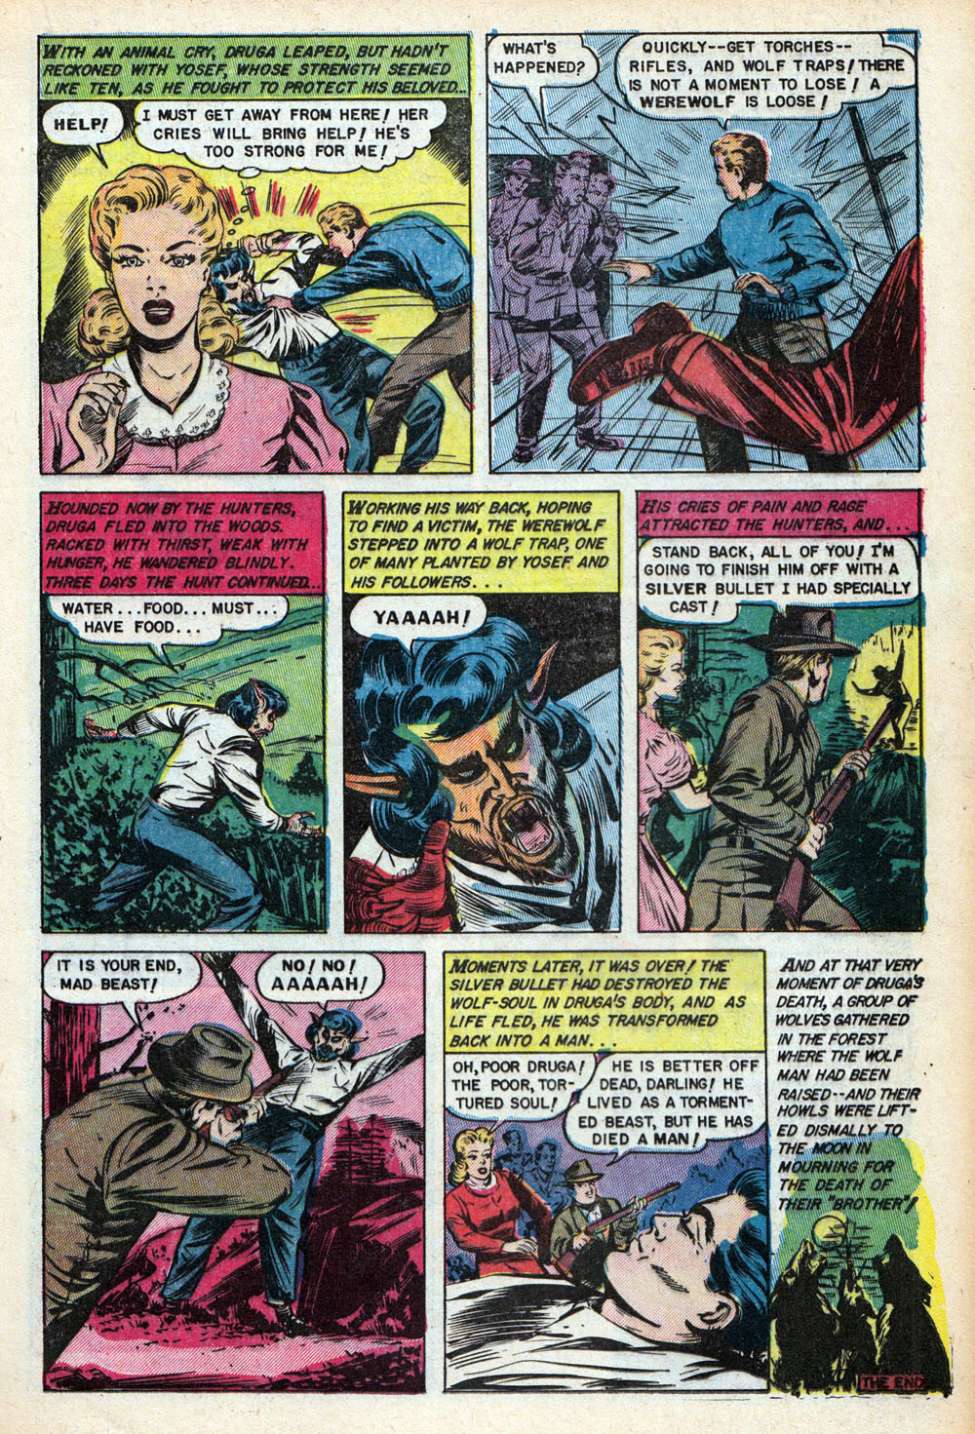 WITH AN ANIMAL CRY, DRUGA LEAPED, BUT HADN'T
RECKONED WITH YOSEF, WHOSE STRENGTH SEEMED
LIKE TEN, AS HE FOUGHT TO PROTECT HIS BELOVED...
HELP!
I MUST GET AWAY FROM HERE! HER
CRIES WILL BRING HELP! HE'S
TOO STRONG FOR ME!
WHAT'S
HAPPENED?
QUICKLY--GET TORCHES--
RIFLES, AND WOLF TRAPS! THERE
IS NOT A MOMENT TO LOSE! A
WEREWOLF IS LOOSE!
HOUNDED NOW BY THE HUNTERS,
DRUGA FLED INTO THE WOODS.
RACKED WITH THIRST, WEAK WITH
HUNGER, HE WANDERED BLINDLY.
THREE DAYS THE HUNT CONTINUED...
WATER...FOOD...MUST...
HAVE FOOD...
WORKING HIS WAY BACK, HOPING
TO FIND A VICTIM, THE WEREWOLF
STEPPED INTO A WOLF TRAP, ONE
OF MANY PLANTED BY YOSEF AND
HIS FOLLOWERS...
YAAAAH!
HIS CRIES OF PAIN AND RAGE
ATTRACTED THE HUNTERS, AND...
STAND BACK, ALL OF YOU! I'M
GOING TO FINISH HIM OFF WITH A
SILVER BULLET I HAD SPECIALLY
CAST!
IT IS YOUR END,
MAD BEAST!
NO! NO!
AAAAAH!
MOMENTS LATER, IT WAS OVER! THE
SILVER BULLET HAD DESTROYED THE
WOLF-SOUL IN DRUGA'S BODY, AND AS
LIFE FLED, HE WAS TRANSFORMED
BACK INTO A MAN...
OH, POOR DRUGA!
THE POOR, TOR-
TURED SOUL!
HE IS BETTER OFF
DEAD, DARLING! HE
LIVED AS A TORMENT-
ED BEAST, BUT HE HAS
DIED A MAN!
AND AT THAT VERY
MOMENT OF DRUGA'S
DEATH, A GROUP OF
WOLVES GATHERED
IN THE FOREST
WHERE THE WOLF
MAN HAD BEEN
RAISED--AND THEIR
HOWLS WERE LIFT-
ED DISMALLY TO
THE MOON IN
MOURNING FOR
THE DEATH OF
THEIR "BROTHER"!
THE END